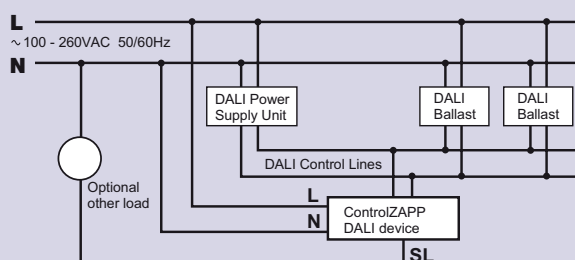 L
~ 100 - 260VAC 50/60Hz
N
DALI Power
Supply Unit
DALI
Ballast
DALI
Ballast
DALI Control Lines
Optional
other load
L
N
ControlZAPP
DALI device
SL